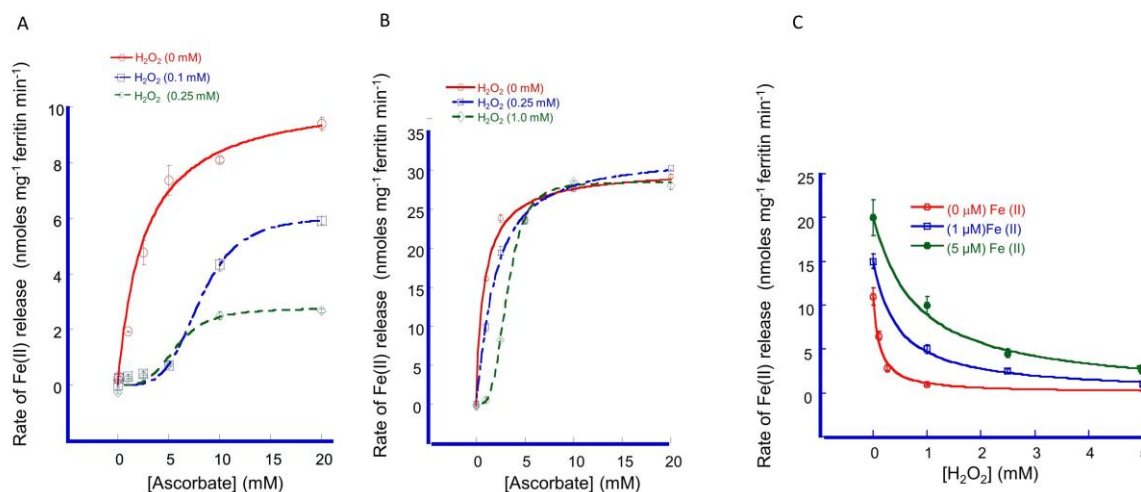 A
H₂O₂ (0 mM)
H₂O₂ (0.1 mM)
H₂O₂ (0.25 mM)
Rate of Fe(II) release (nmoles mg⁻¹ ferritin min⁻¹)
10
8
6
4
2
0
0 5 10 15 20
[Ascorbate] (mM)
B
H₂O₂ (0 mM)
H₂O₂ (0.25 mM)
H₂O₂ (1.0 mM)
Rate of Fe(II) release (nmoles mg⁻¹ ferritin min⁻¹)
35
30
25
20
15
10
5
0
0 5 10 15 20
[Ascorbate] (mM)
C
(0 µM) Fe (II)
(1 µM)Fe (II)
(5 µM) Fe (II)
Rate of Fe(II) release (nmoles mg⁻¹ ferritin min⁻¹)
25
20
15
10
5
0
0 1 2 3 4
[H₂O₂] (mM)